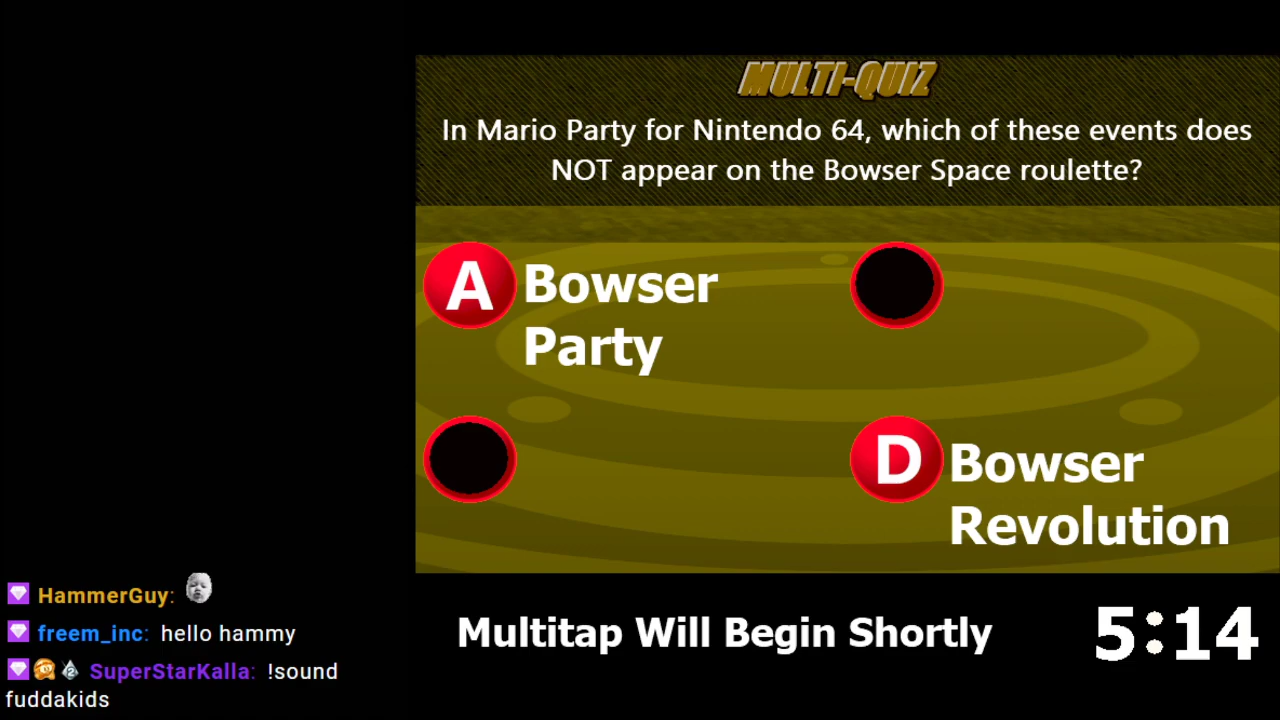 MULTI-QUIZ
In Mario Party for Nintendo 64, which of these events does
NOT appear on the Bowser Space roulette?
A Bowser
Party
D Bowser
Revolution
HammerGuy:
freem_inc: hello hammy
SuperStarKalla: !sound
fuddakids
Multitap Will Begin Shortly 5:14